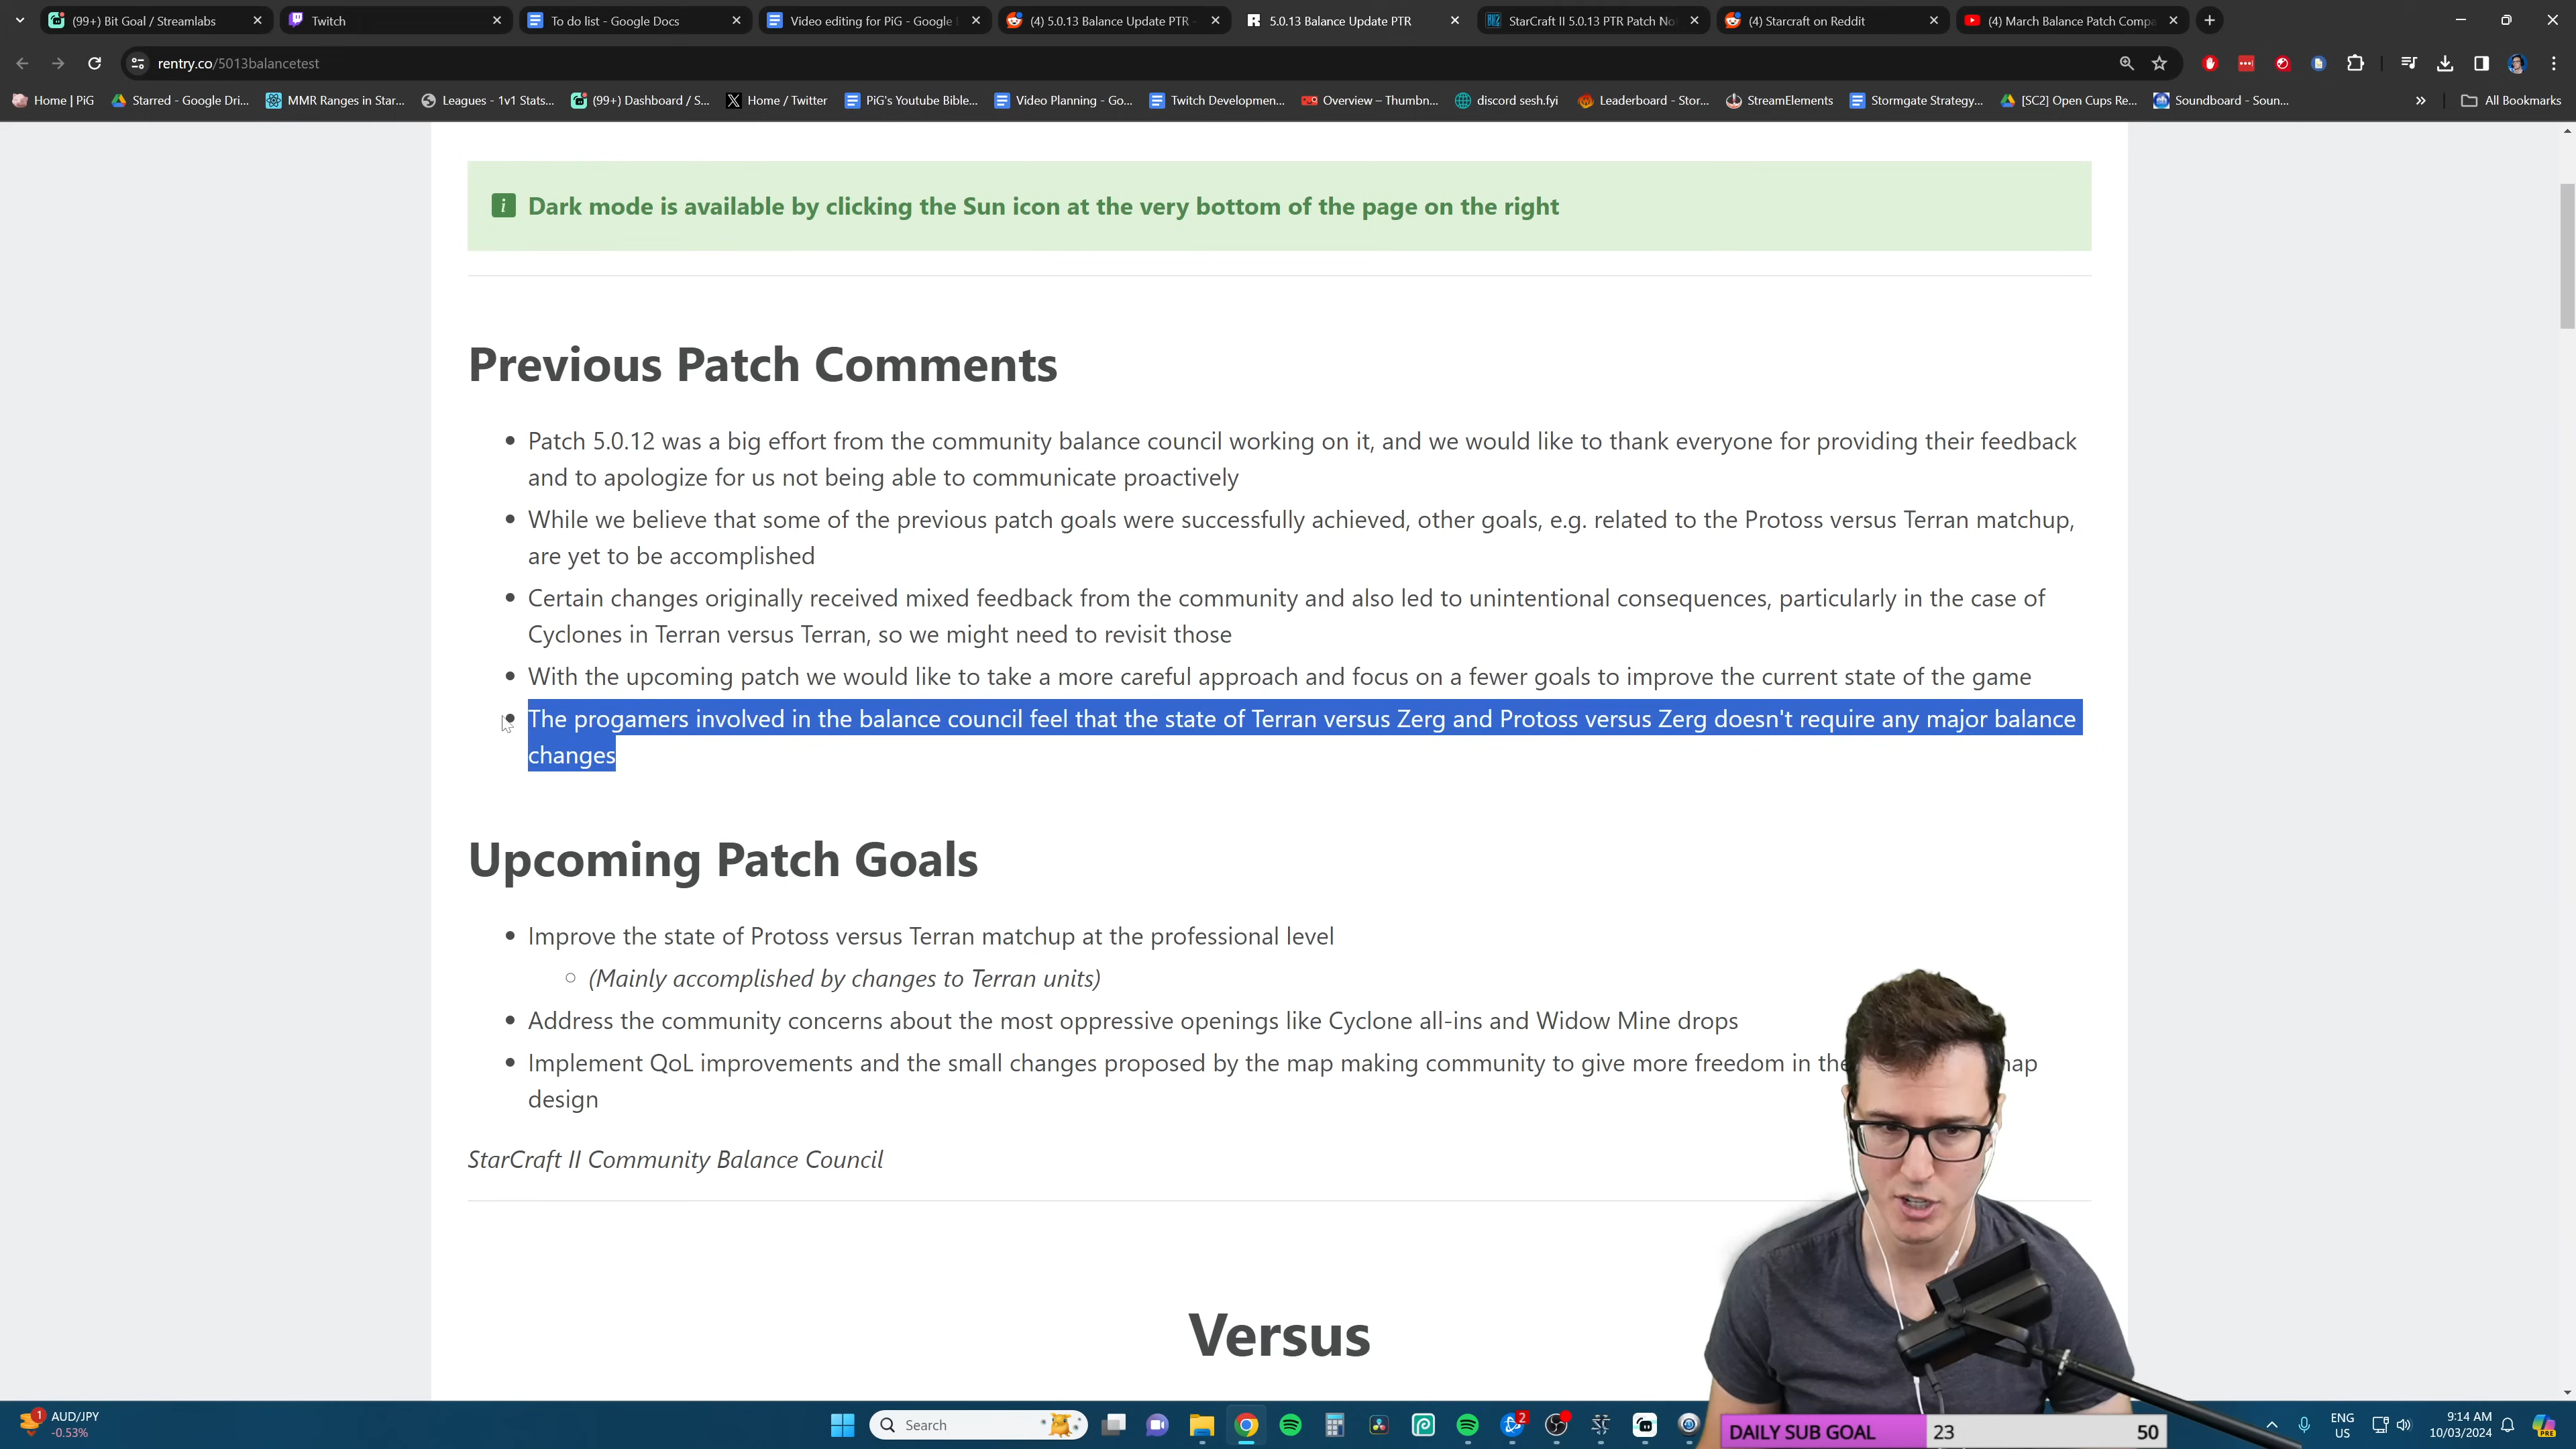 (99+) Bit Goal / Streamlabs
Twitch
To do list - Google Docs
Video editing for PiG - Google
(4) 5.0.13 Balance Update PTR
5.0.13 Balance Update PTR
StarCraft II 5.0.13 PTR Patch No
(4) Starcraft on Reddit
(4) March Balance Patch Compa
rentry.co/5013balancetest
Home | PiG
Starred - Google Dri...
MMR Ranges in Star...
Leagues - 1v1 Stats...
(99+) Dashboard / S...
Home / Twitter
PiG's Youtube Bible...
Video Planning - Go...
Twitch Developmen...
Overview – Thumbn...
discord sesh.fyi
Leaderboard - Stor...
StreamElements
Stormgate Strategy...
[SC2] Open Cups Re...
Soundboard - Soun...
All Bookmarks
Dark mode is available by clicking the Sun icon at the very bottom of the page on the right
Previous Patch Comments
Patch 5.0.12 was a big effort from the community balance council working on it, and we would like to thank everyone for providing their feedback
and to apologize for us not being able to communicate proactively
While we believe that some of the previous patch goals were successfully achieved, other goals, e.g. related to the Protoss versus Terran matchup,
are yet to be accomplished
Certain changes originally received mixed feedback from the community and also led to unintentional consequences, particularly in the case of
Cyclones in Terran versus Terran, so we might need to revisit those
With the upcoming patch we would like to take a more careful approach and focus on a fewer goals to improve the current state of the game
The progamers involved in the balance council feel that the state of Terran versus Zerg and Protoss versus Zerg doesn't require any major balance
changes
Upcoming Patch Goals
Improve the state of Protoss versus Terran matchup at the professional level
(Mainly accomplished by changes to Terran units)
Address the community concerns about the most oppressive openings like Cyclone all-ins and Widow Mine drops
Implement QoL improvements and the small changes proposed by the map making community to give more freedom in the map
design
StarCraft II Community Balance Council
Versus
1
AUD/JPY
-0.53%
Search
2
DAILY SUB GOAL 23 50
ENG
US
9:14 AM
10/03/2024
PRE